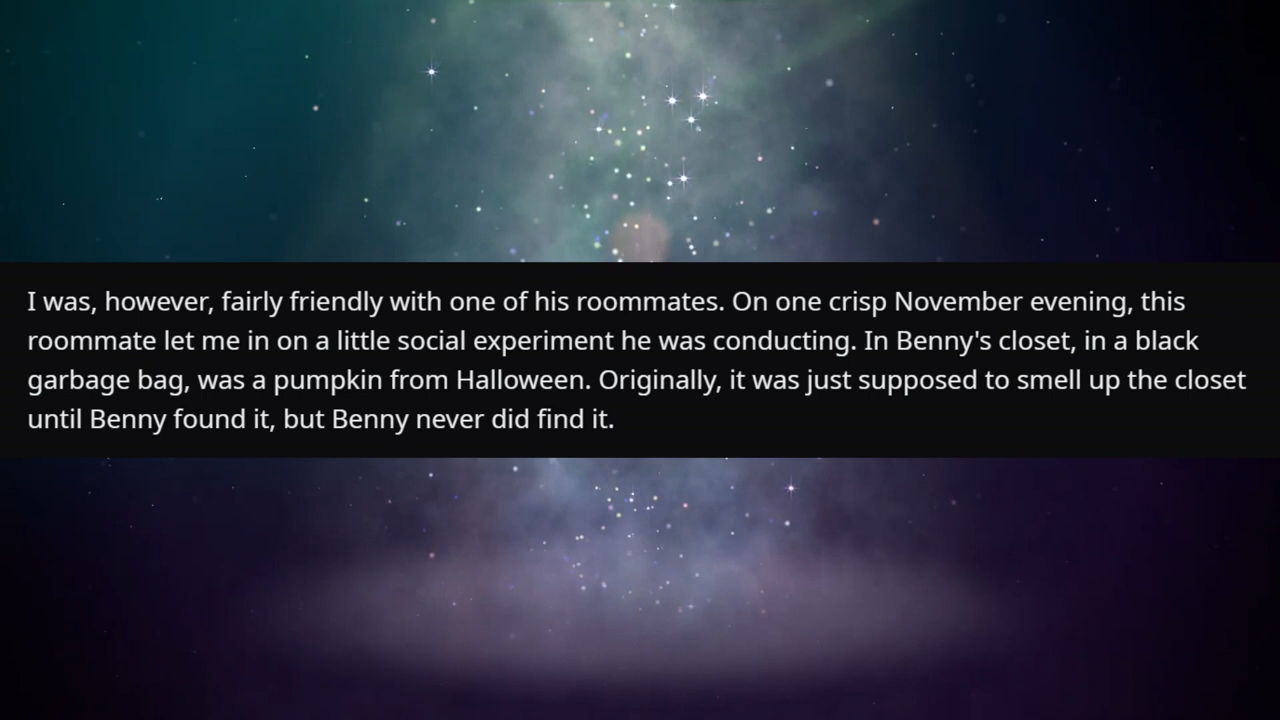 I was, however, fairly friendly with one of his roommates. On one crisp November evening, this
roommate let me in on a little social experiment he was conducting. In Benny's closet, in a black
garbage bag, was a pumpkin from Halloween. Originally, it was just supposed to smell up the closet
until Benny found it, but Benny never did find it.